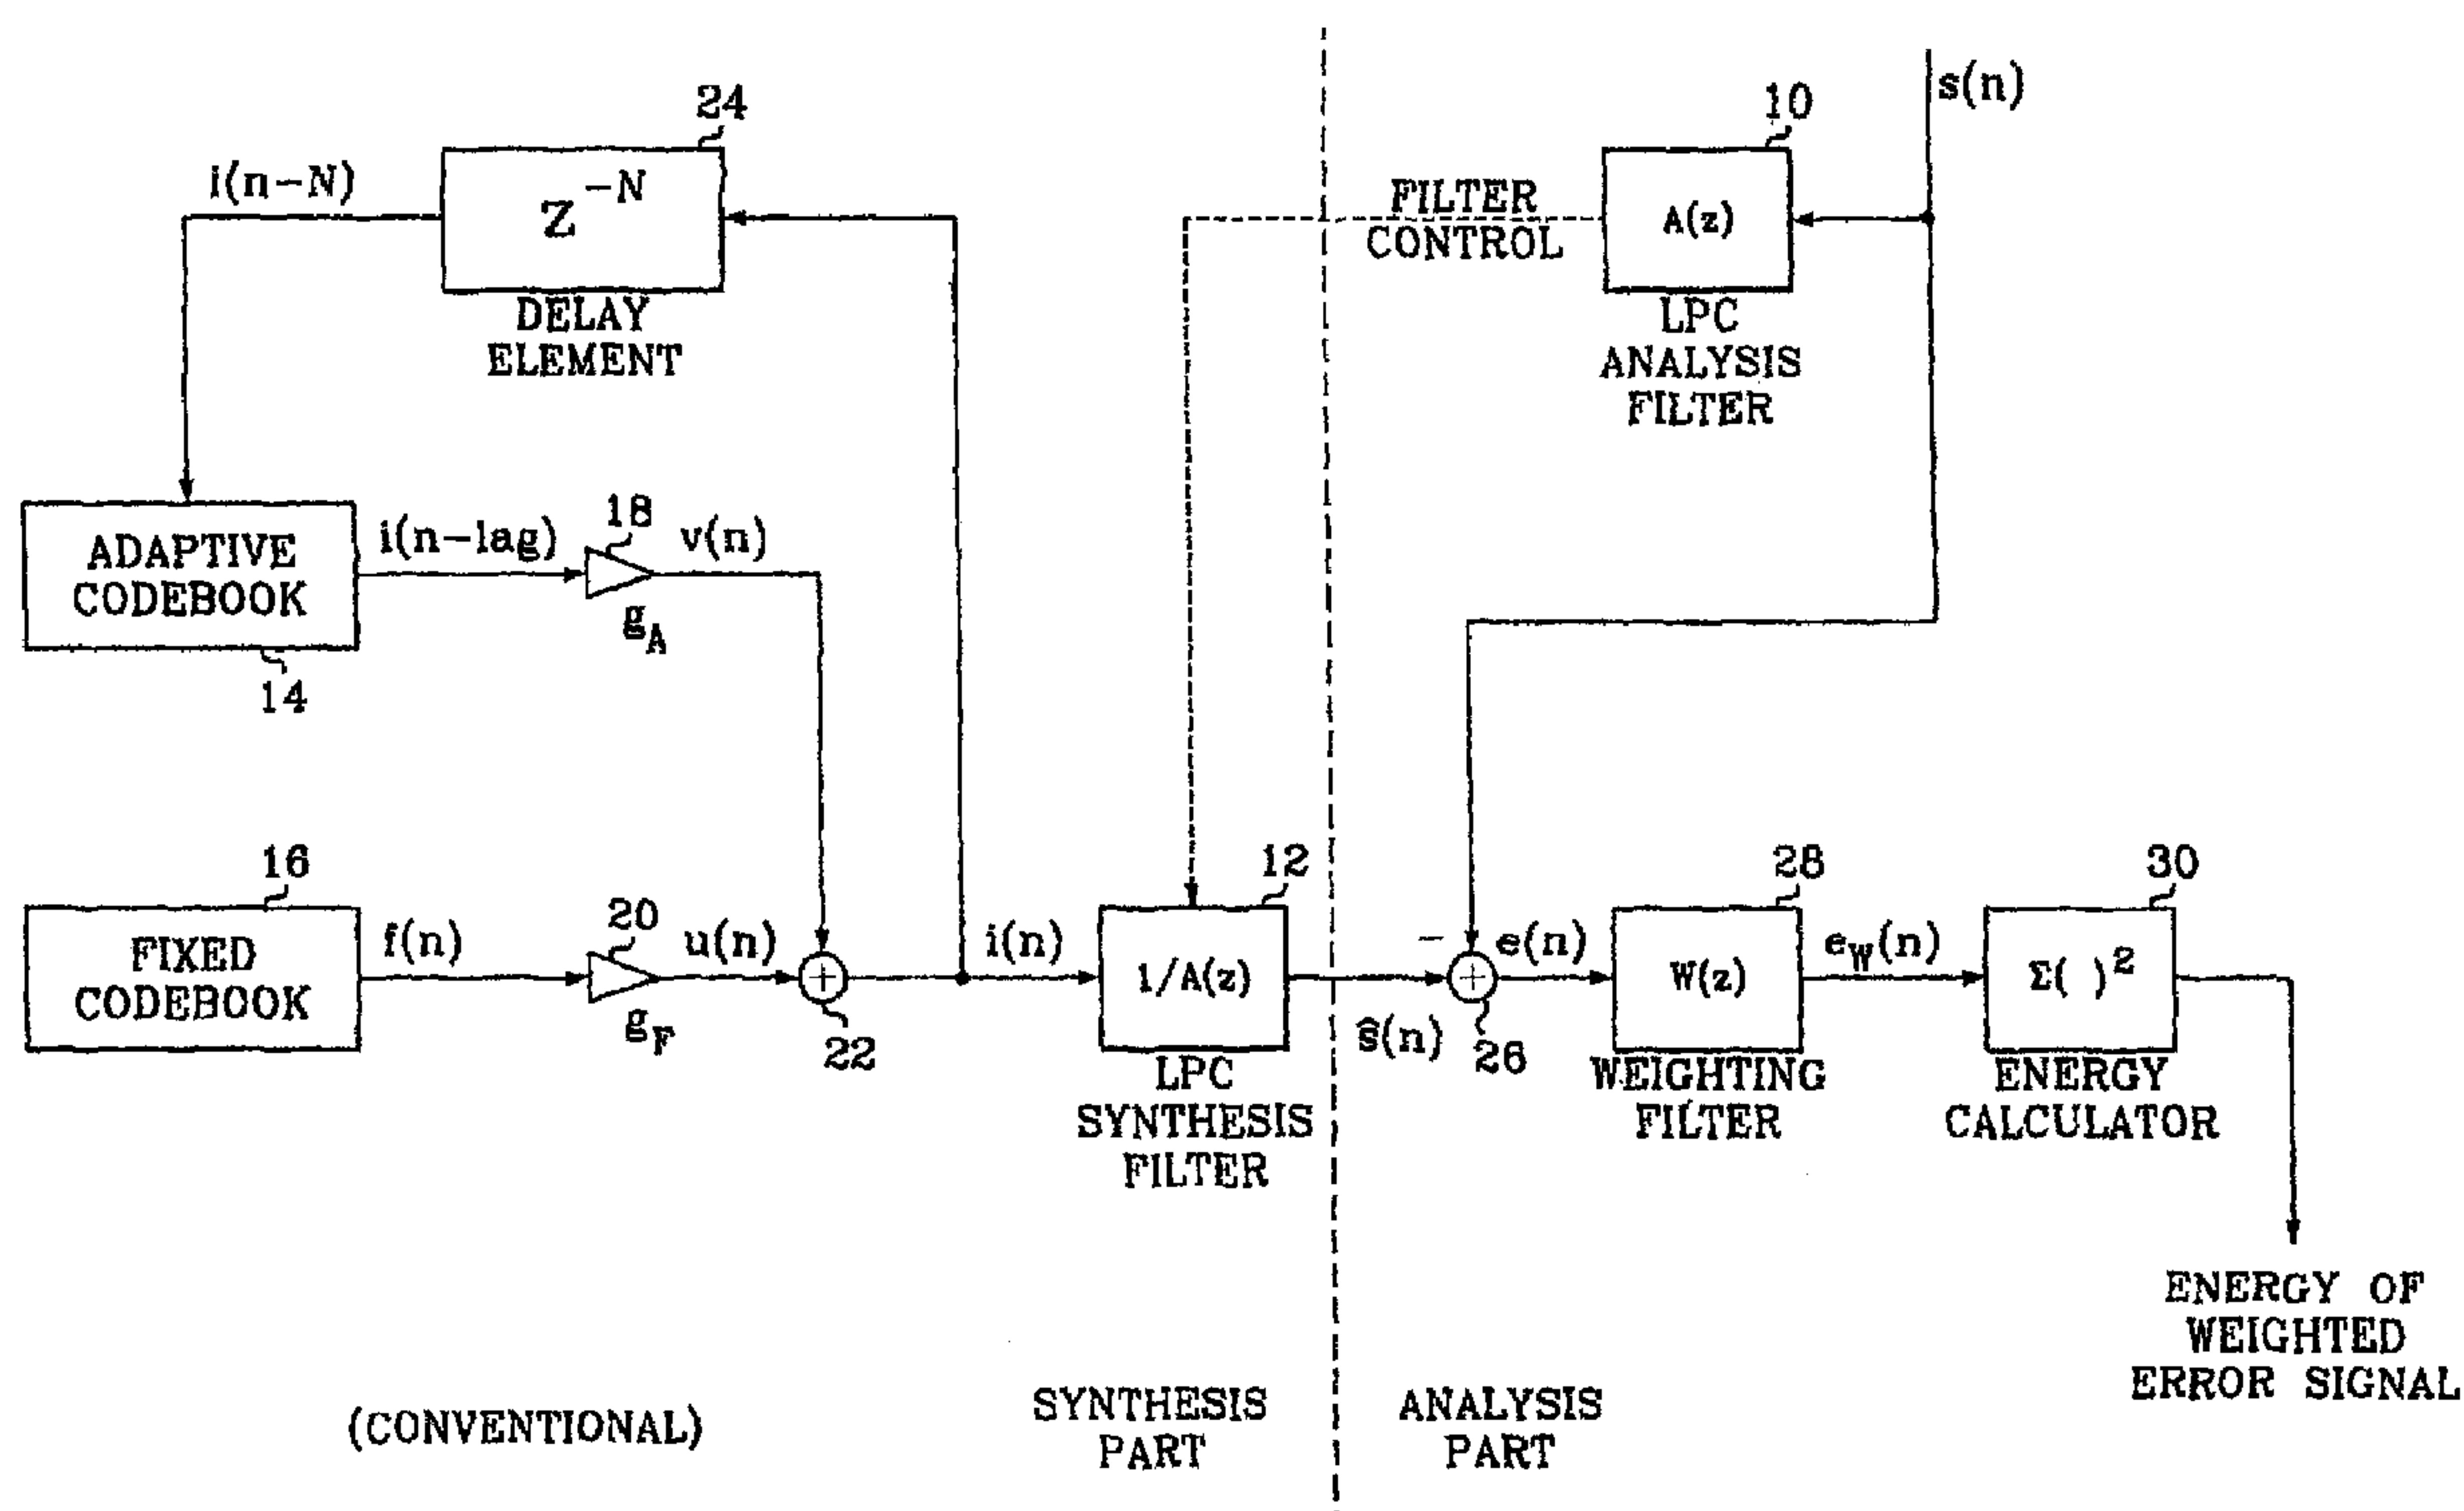 24
10
s(n)
i(n-N)
Z^-N
FILTER
CONTROL
A(z)
DELAY
ELEMENT
LPC
ANALYSIS
FILTER
ADAPTIVE
CODEBOOK
14
i(n-lag)
18
g_A
v(n)
16
FIXED
CODEBOOK
f(n)
20
g_F
u(n)
+
22
i(n)
12
1/A(z)
LPC
SYNTHESIS
FILTER
ŝ(n)
-
+
26
e(n)
28
W(z)
WEIGHTING
FILTER
e_W(n)
30
Σ( )^2
ENERGY
CALCULATOR
ENERGY OF
WEIGHTED
ERROR SIGNAL
(CONVENTIONAL)
SYNTHESIS
PART
ANALYSIS
PART